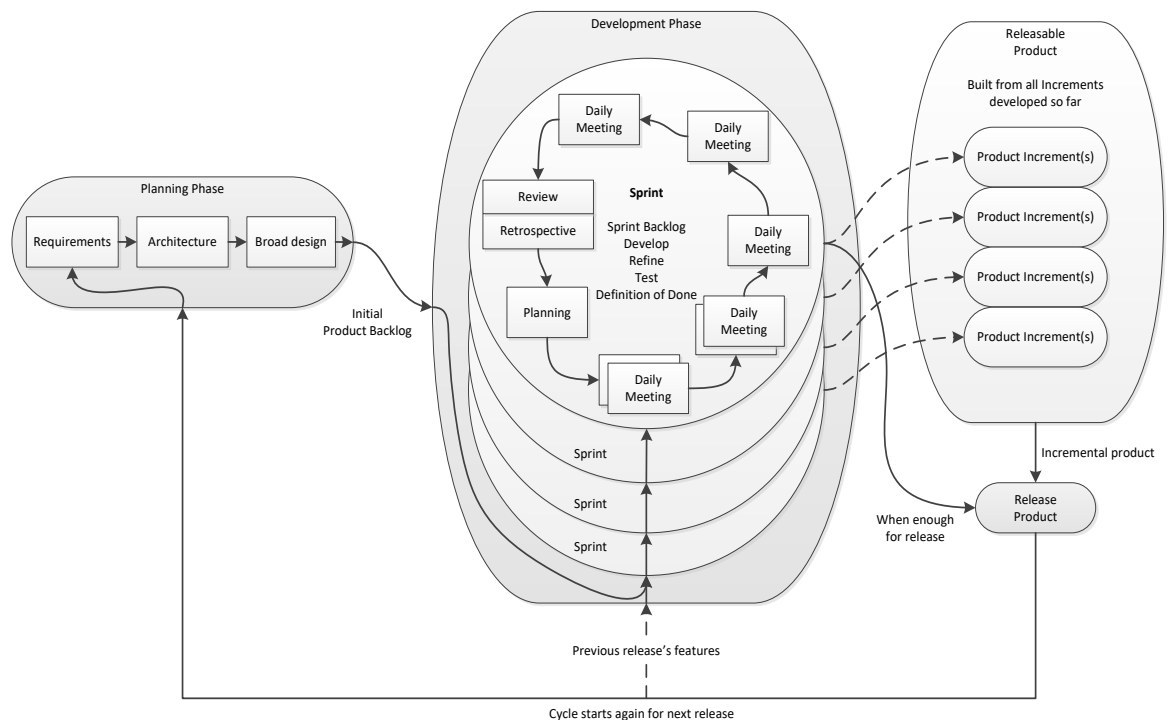 Planning Phase
Requirements
Architecture
Broad design
Initial
Product Backlog
Development Phase
Daily
Meeting
Daily
Meeting
Review
Retrospective
Planning
Sprint
Sprint Backlog
Develop
Refine
Test
Definition of Done
Daily
Meeting
Daily
Meeting
Daily
Meeting
Sprint
Sprint
Sprint
Releasable
Product
Built from all Increments
developed so far
Product Increment(s)
Product Increment(s)
Product Increment(s)
Product Increment(s)
Incremental product
Release
Product
When enough
for release
Previous release's features
Cycle starts again for next release